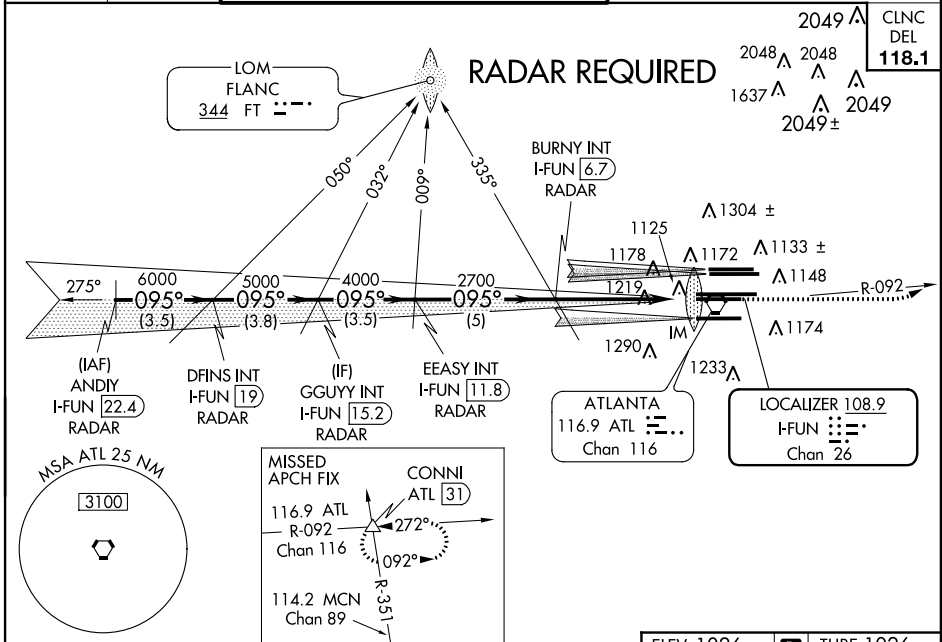 2049
CLNC
DEL
118.1
2048 2048
1637
2049
2049 ±
RADAR REQUIRED
LOM
FLANC
344 FT
050°
032°
009°
335°
BURNY INT
I-FUN 6.7
RADAR
1304 ±
1125
1178
1172
1133 ±
1219
1148
275°
6000
095°
(3.5)
5000
095°
(3.8)
4000
095°
(3.5)
2700
095°
(5)
R-092
IM
1174
1290
1233
(IAF)
ANDIY
I-FUN 22.4
RADAR
DFINS INT
I-FUN 19
RADAR
(IF)
GGUYY INT
I-FUN 15.2
RADAR
EEASY INT
I-FUN 11.8
RADAR
ATLANTA
116.9 ATL
Chan 116
LOCALIZER 108.9
I-FUN
Chan 26
MSA ATL 25 NM
3100
MISSED
APCH FIX
CONNI
ATL 31
116.9 ATL
R-092
Chan 116
272°
092°
R-351
114.2 MCN
Chan 89